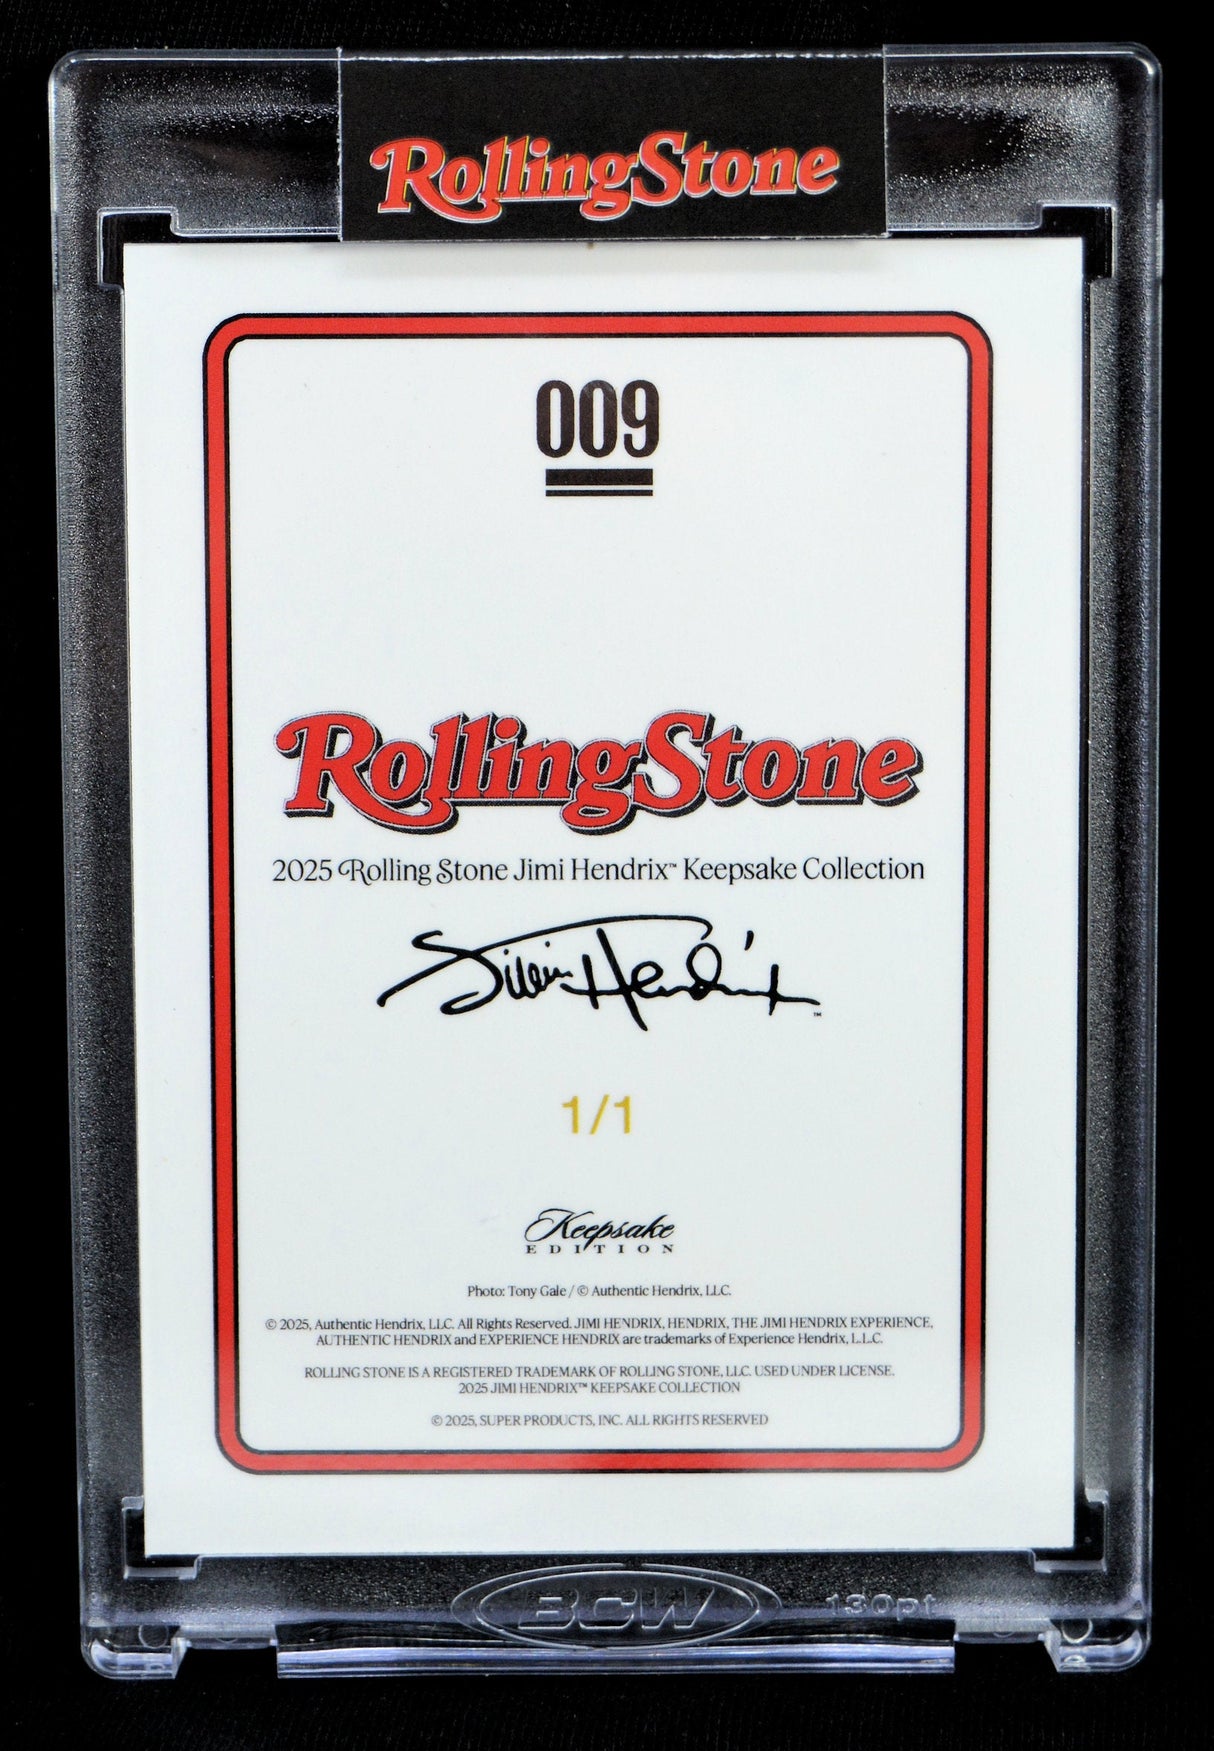 RollingStone
009
RollingStone
2025 Rolling Stone Jimi Hendrix™ Keepsake Collection
Jimi Hendrix ™
1/1
Keepsake
EDITION
Photo: Tony Gale / © Authentic Hendrix, LLC.
© 2025, Authentic Hendrix, LLC. All Rights Reserved. JIMI HENDRIX, HENDRIX, THE JIMI HENDRIX EXPERIENCE,
AUTHENTIC HENDRIX and EXPERIENCE HENDRIX are trademarks of Experience Hendrix, L.L.C.
ROLLING STONE IS A REGISTERED TRADEMARK OF ROLLING STONE, LLC. USED UNDER LICENSE.
2025 JIMI HENDRIX™ KEEPSAKE COLLECTION
© 2025, SUPER PRODUCTS, INC. ALL RIGHTS RESERVED
BCW 130pt